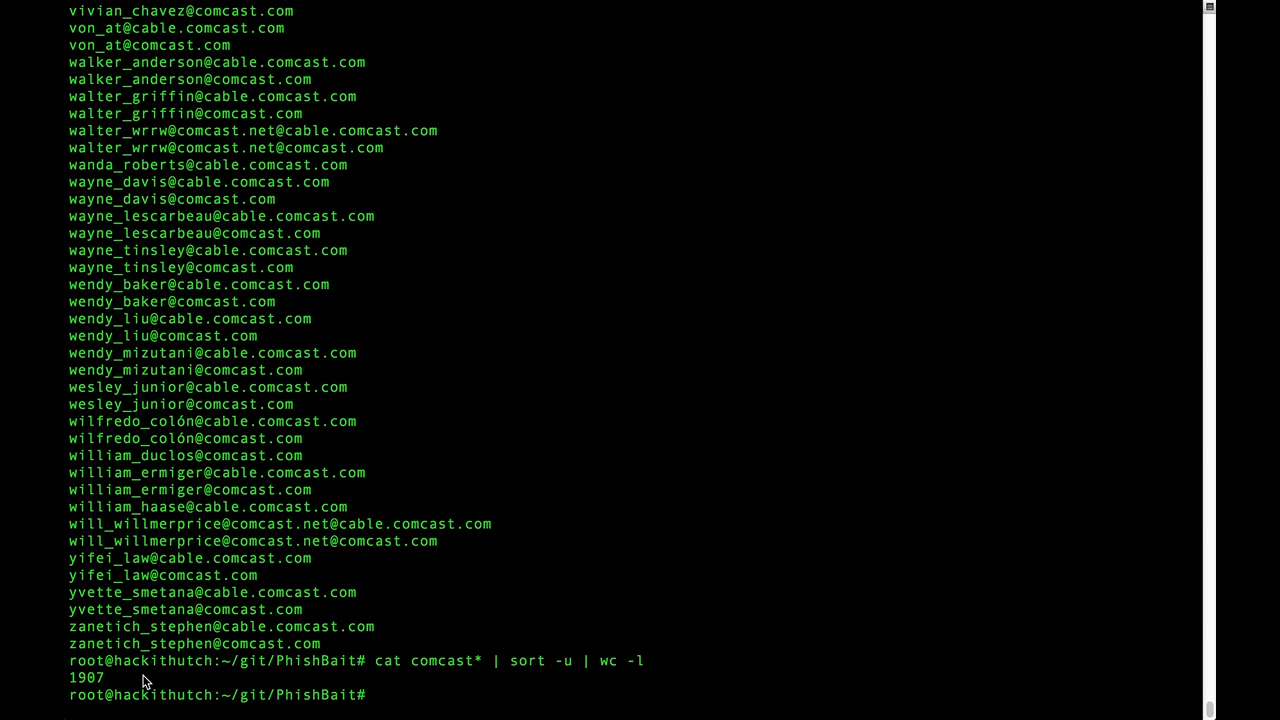 vivian_chavez@comcast.com
von_at@cable.comcast.com
von_at@comcast.com
walker_anderson@cable.comcast.com
walker_anderson@comcast.com
walter_griffin@cable.comcast.com
walter_griffin@comcast.com
walter_wrrw@comcast.net@cable.comcast.com
walter_wrrw@comcast.net@comcast.com
wanda_roberts@cable.comcast.com
wayne_davis@cable.comcast.com
wayne_davis@comcast.com
wayne_lescarbeau@cable.comcast.com
wayne_lescarbeau@comcast.com
wayne_tinsley@cable.comcast.com
wayne_tinsley@comcast.com
wendy_baker@cable.comcast.com
wendy_baker@comcast.com
wendy_liu@cable.comcast.com
wendy_liu@comcast.com
wendy_mizutani@cable.comcast.com
wendy_mizutani@comcast.com
wesley_junior@cable.comcast.com
wesley_junior@comcast.com
wilfredo_colón@cable.comcast.com
wilfredo_colón@comcast.com
william_duclos@comcast.com
william_ermiger@cable.comcast.com
william_ermiger@comcast.com
william_haase@cable.comcast.com
will_willmerprice@comcast.net@cable.comcast.com
will_willmerprice@comcast.net@comcast.com
yifei_law@cable.comcast.com
yifei_law@comcast.com
yvette_smetana@cable.comcast.com
yvette_smetana@comcast.com
zanetich_stephen@cable.comcast.com
zanetich_stephen@comcast.com
root@hackithutch:~/git/PhishBait# cat comcast* | sort -u | wc -l
1907
root@hackithutch:~/git/PhishBait#